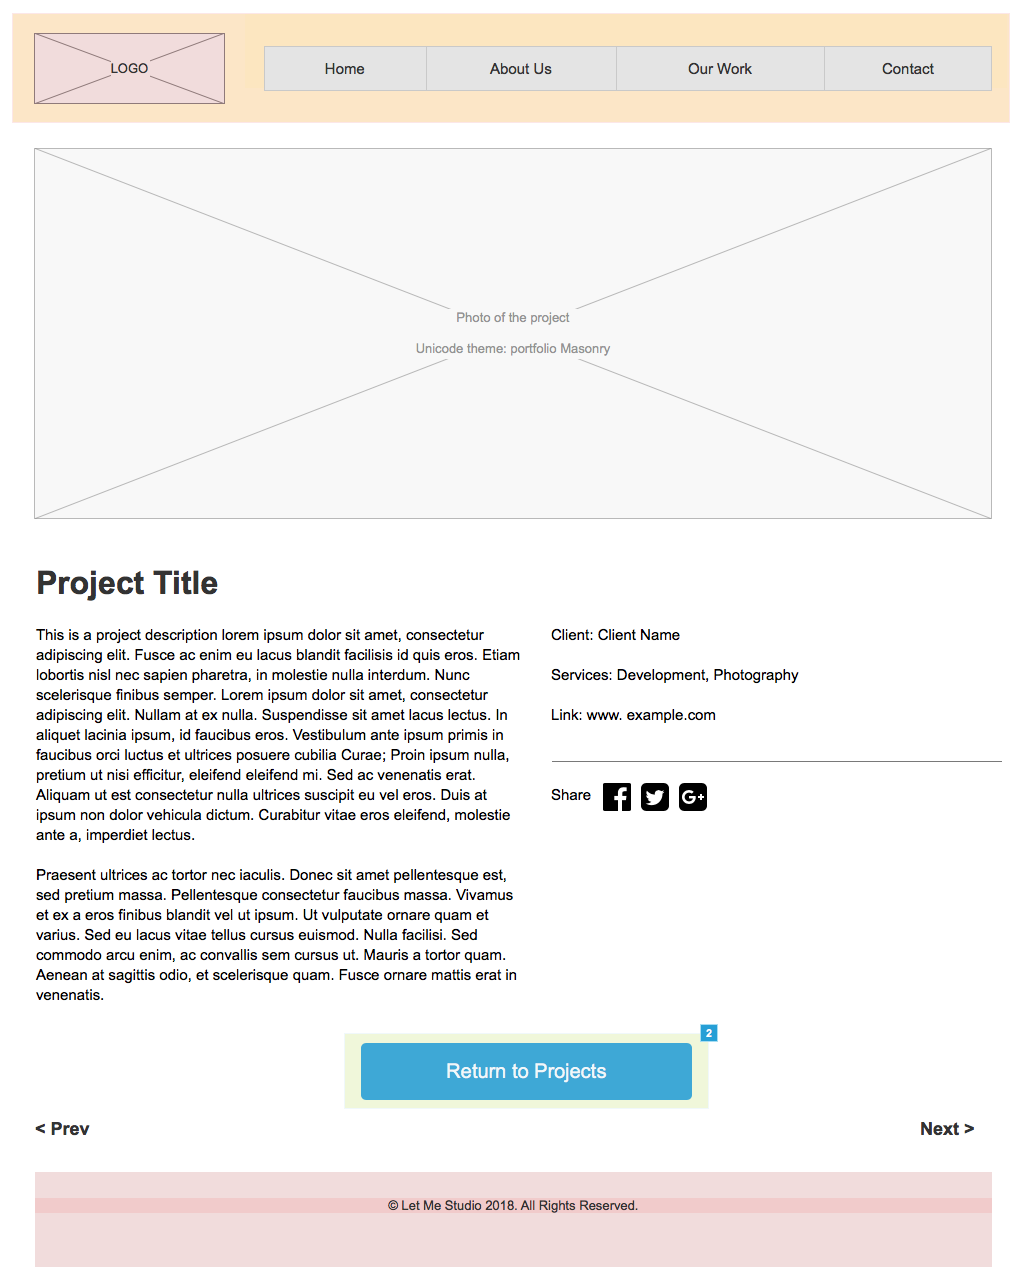 LOGO
Home
About Us
Our Work
Contact
Photo of the project
Unicode theme: portfolio Masonry
Project Title
This is a project description lorem ipsum dolor sit amet, consectetur
adipiscing elit. Fusce ac enim eu lacus blandit facilisis id quis eros. Etiam
lobortis nisl nec sapien pharetra, in molestie nulla interdum. Nunc
scelerisque finibus semper. Lorem ipsum dolor sit amet, consectetur
adipiscing elit. Nullam at ex nulla. Suspendisse sit amet lacus lectus. In
aliquet lacinia ipsum, id faucibus eros. Vestibulum ante ipsum primis in
faucibus orci luctus et ultrices posuere cubilia Curae; Proin ipsum nulla,
pretium ut nisi efficitur, eleifend eleifend mi. Sed ac venenatis erat.
Aliquam ut est consectetur nulla ultrices suscipit eu vel eros. Duis at
ipsum non dolor vehicula dictum. Curabitur vitae eros eleifend, molestie
ante a, imperdiet lectus.
Praesent ultrices ac tortor nec iaculis. Donec sit amet pellentesque est,
sed pretium massa. Pellentesque consectetur faucibus massa. Vivamus
et ex a eros finibus blandit vel ut ipsum. Ut vulputate ornare quam et
varius. Sed eu lacus vitae tellus cursus euismod. Nulla facilisi. Sed
commodo arcu enim, ac convallis sem cursus ut. Mauris a tortor quam.
Aenean at sagittis odio, et scelerisque quam. Fusce ornare mattis erat in
venenatis.
Client: Client Name
Services: Development, Photography
Link: www. example.com
Share
2
Return to Projects
< Prev
Next >
© Let Me Studio 2018. All Rights Reserved.